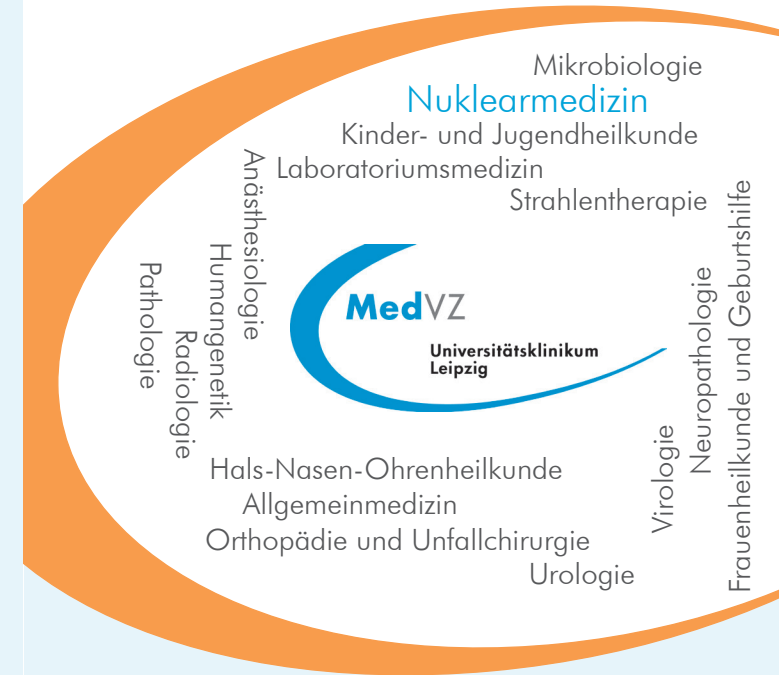 Mikrobiologie
Nuklearmedizin
Kinder- und Jugendheilkunde
Laboratoriumsmedizin
Strahlentherapie
Anästhesiologie
Humangenetik
Radiologie
Pathologie
MedVZ
Universitätsklinikum
Leipzig
Virologie
Neuropathologie
Frauenheilkunde und Geburtshilfe
Hals-Nasen-Ohrenheilkunde
Allgemeinmedizin
Orthopädie und Unfallchirurgie
Urologie